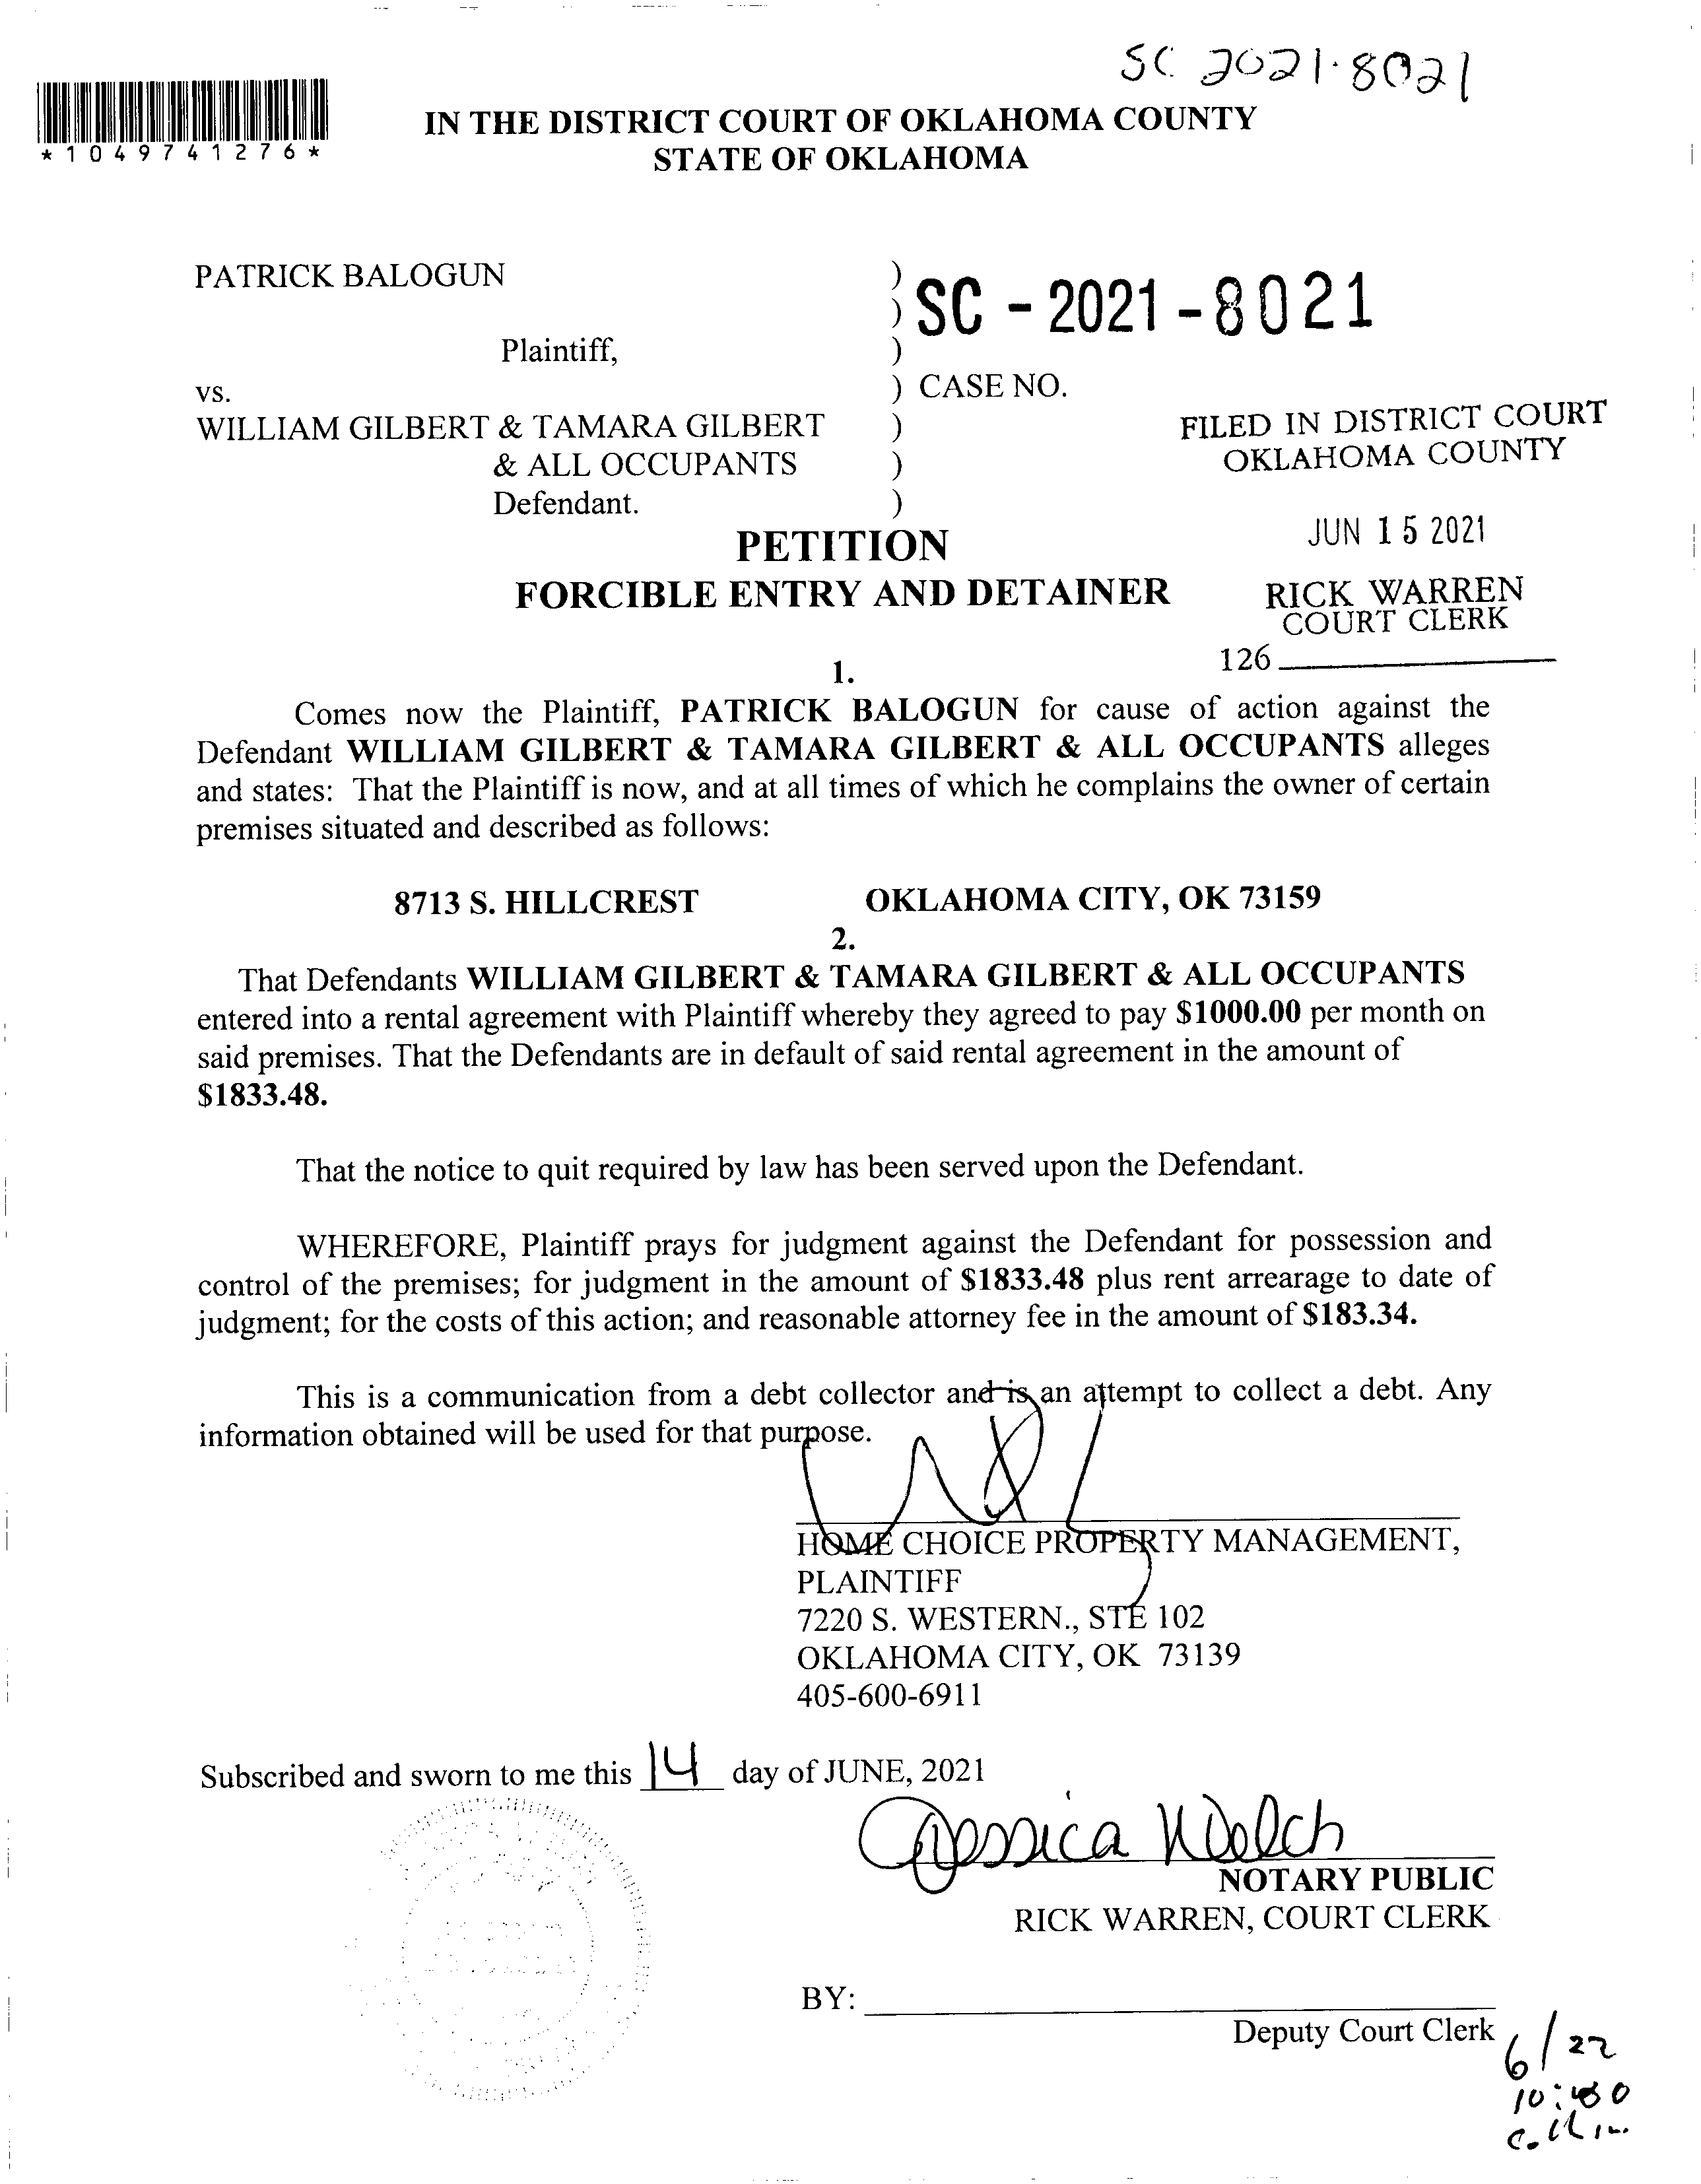 SC 2021-8021
*1049741276*
IN THE DISTRICT COURT OF OKLAHOMA COUNTY
STATE OF OKLAHOMA
PATRICK BALOGUN )
) SC - 2021 - 8021
Plaintiff, )
vs. ) CASE NO.
WILLIAM GILBERT & TAMARA GILBERT )
& ALL OCCUPANTS )
Defendant. )
FILED IN DISTRICT COURT
OKLAHOMA COUNTY
JUN 15 2021
RICK WARREN
COURT CLERK
126
PETITION
FORCIBLE ENTRY AND DETAINER
1.
Comes now the Plaintiff, PATRICK BALOGUN for cause of action against the
Defendant WILLIAM GILBERT & TAMARA GILBERT & ALL OCCUPANTS alleges
and states: That the Plaintiff is now, and at all times of which he complains the owner of certain
premises situated and described as follows:
8713 S. HILLCREST OKLAHOMA CITY, OK 73159
2.
That Defendants WILLIAM GILBERT & TAMARA GILBERT & ALL OCCUPANTS
entered into a rental agreement with Plaintiff whereby they agreed to pay $1000.00 per month on
said premises. That the Defendants are in default of said rental agreement in the amount of
$1833.48.
That the notice to quit required by law has been served upon the Defendant.
WHEREFORE, Plaintiff prays for judgment against the Defendant for possession and
control of the premises; for judgment in the amount of $1833.48 plus rent arrearage to date of
judgment; for the costs of this action; and reasonable attorney fee in the amount of $183.34.
This is a communication from a debt collector and is an attempt to collect a debt. Any
information obtained will be used for that purpose.
HOME CHOICE PROPERTY MANAGEMENT,
PLAINTIFF
7220 S. WESTERN., STE 102
OKLAHOMA CITY, OK 73139
405-600-6911
Subscribed and sworn to me this 14 day of JUNE, 2021
Jessica Welch
NOTARY PUBLIC
RICK WARREN, COURT CLERK
BY:
Deputy Court Clerk
6/22